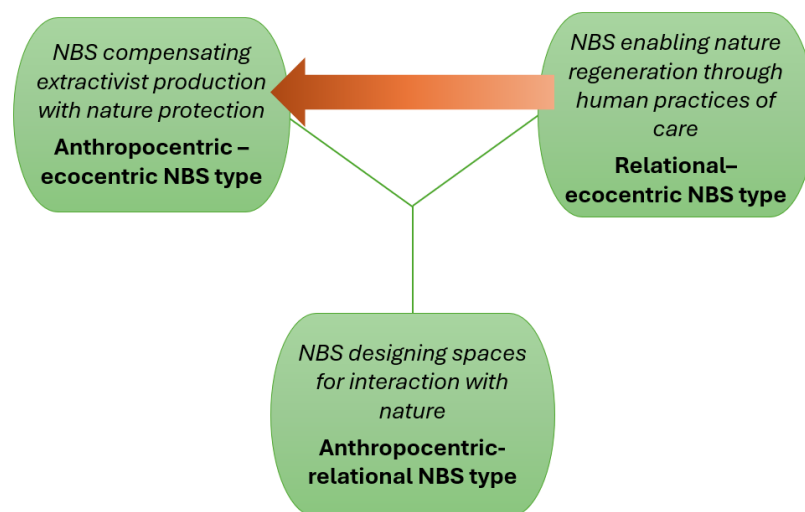 NBS compensating
extractivist production
with nature protection
Anthropocentric –
ecocentric NBS type
NBS enabling nature
regeneration through
human practices of
care
Relational–
ecocentric NBS type
NBS designing spaces
for interaction with
nature
Anthropocentric-
relational NBS type